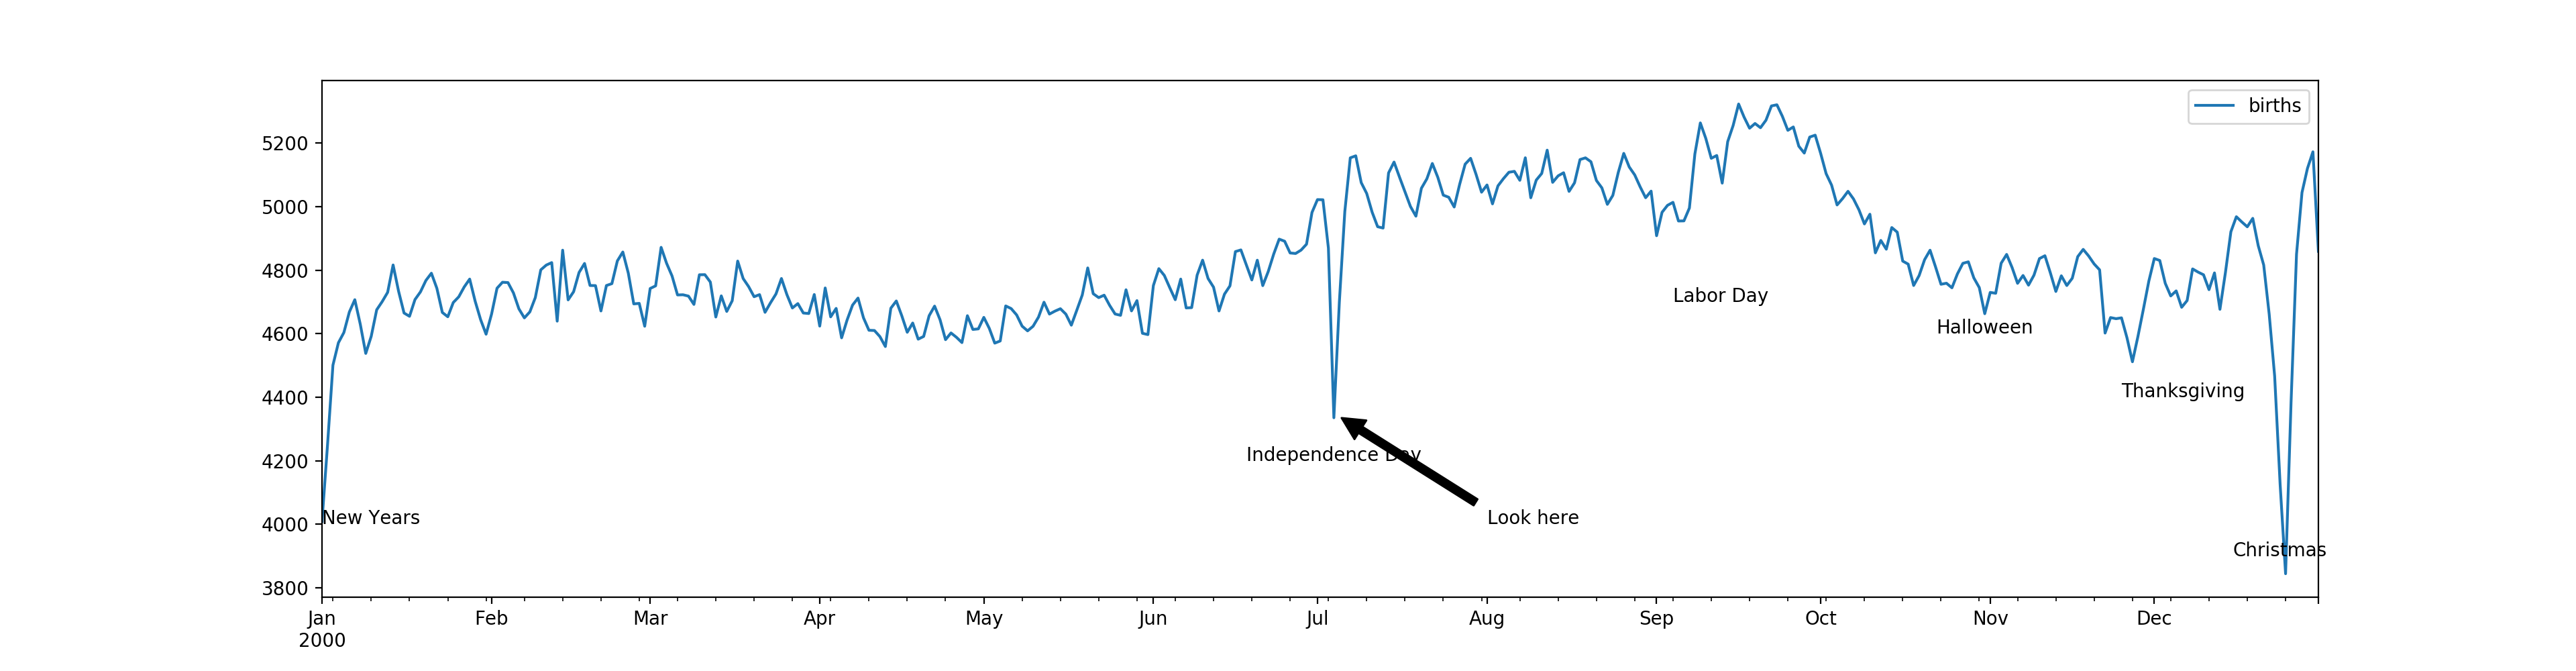 births
5200
5000
4800
4600
4400
4200
4000
3800
Labor Day
Halloween
Thanksgiving
Independence Day
New Years
Look here
Christmas
Jan Feb Mar Apr May Jun Jul Aug Sep Oct Nov Dec
2000